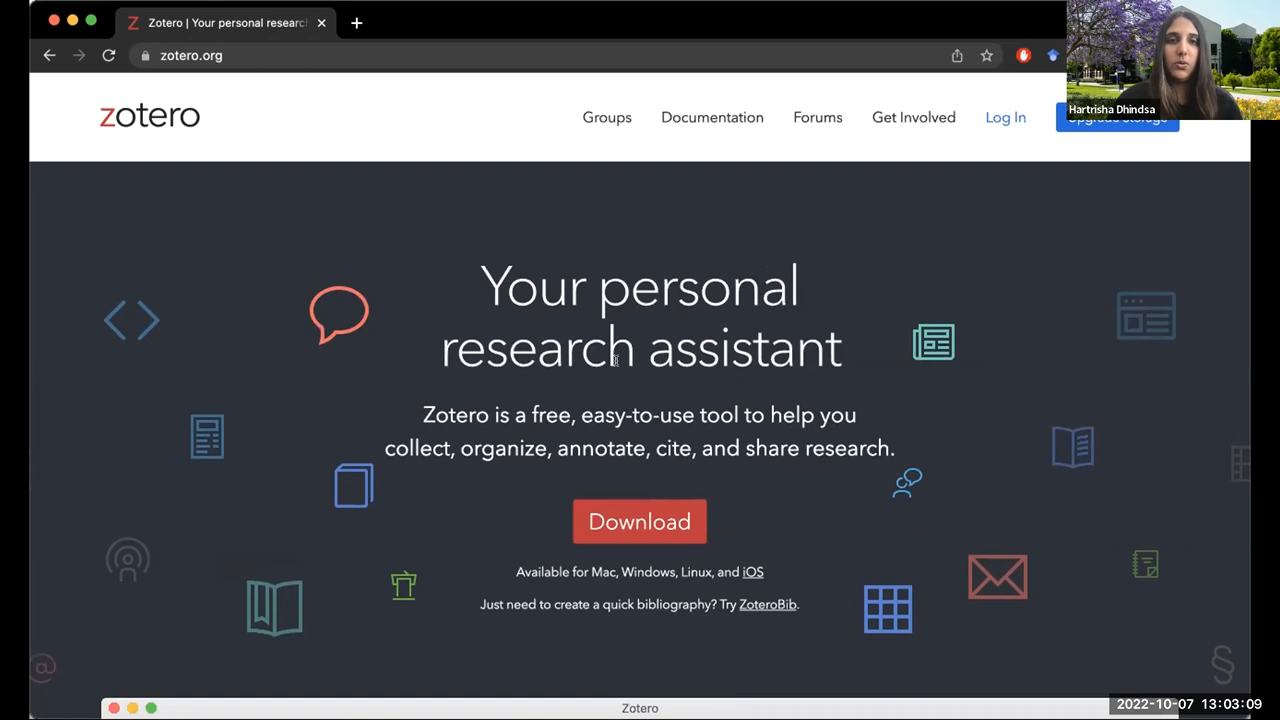 Zotero | Your personal researc
zotero.org
Hartrisha Dhindsa
zotero
Groups Documentation Forums Get Involved Log In Upgrade Storage
Your personal
research assistant
Zotero is a free, easy-to-use tool to help you
collect, organize, annotate, cite, and share research.
Download
Available for Mac, Windows, Linux, and iOS
Just need to create a quick bibliography? Try ZoteroBib.
Zotero
2022-10-07 13:03:09